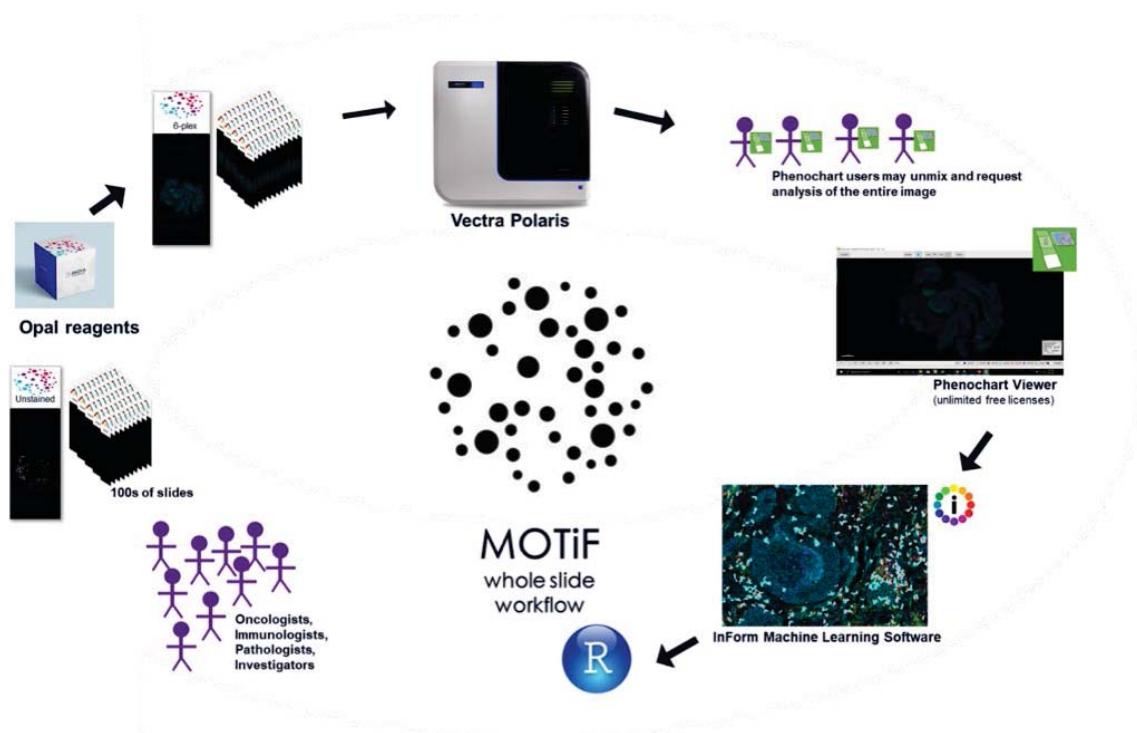 6-plex
Vectra Polaris
Phenochart users may unmix and request
analysis of the entire image
Opal reagents
Phenochart Viewer
(unlimited free licenses)
Unstained
100s of slides
i
MOTiF
whole slide
workflow
InForm Machine Learning Software
Oncologists,
Immunologists,
Pathologists,
Investigators
R